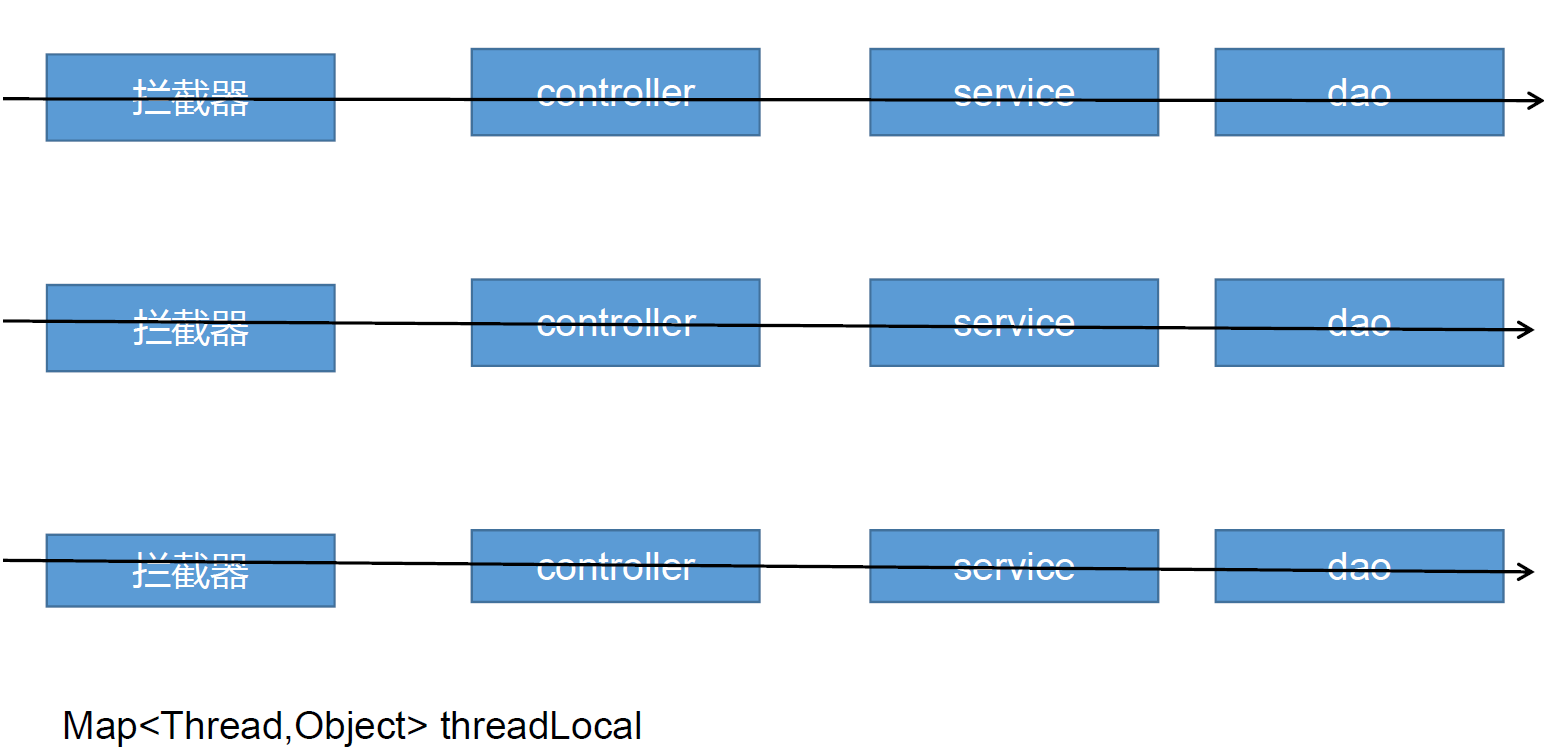 拦截器 controller service dao
拦截器 controller service dao
拦截器 controller service dao
Map<Thread,Object> threadLocal